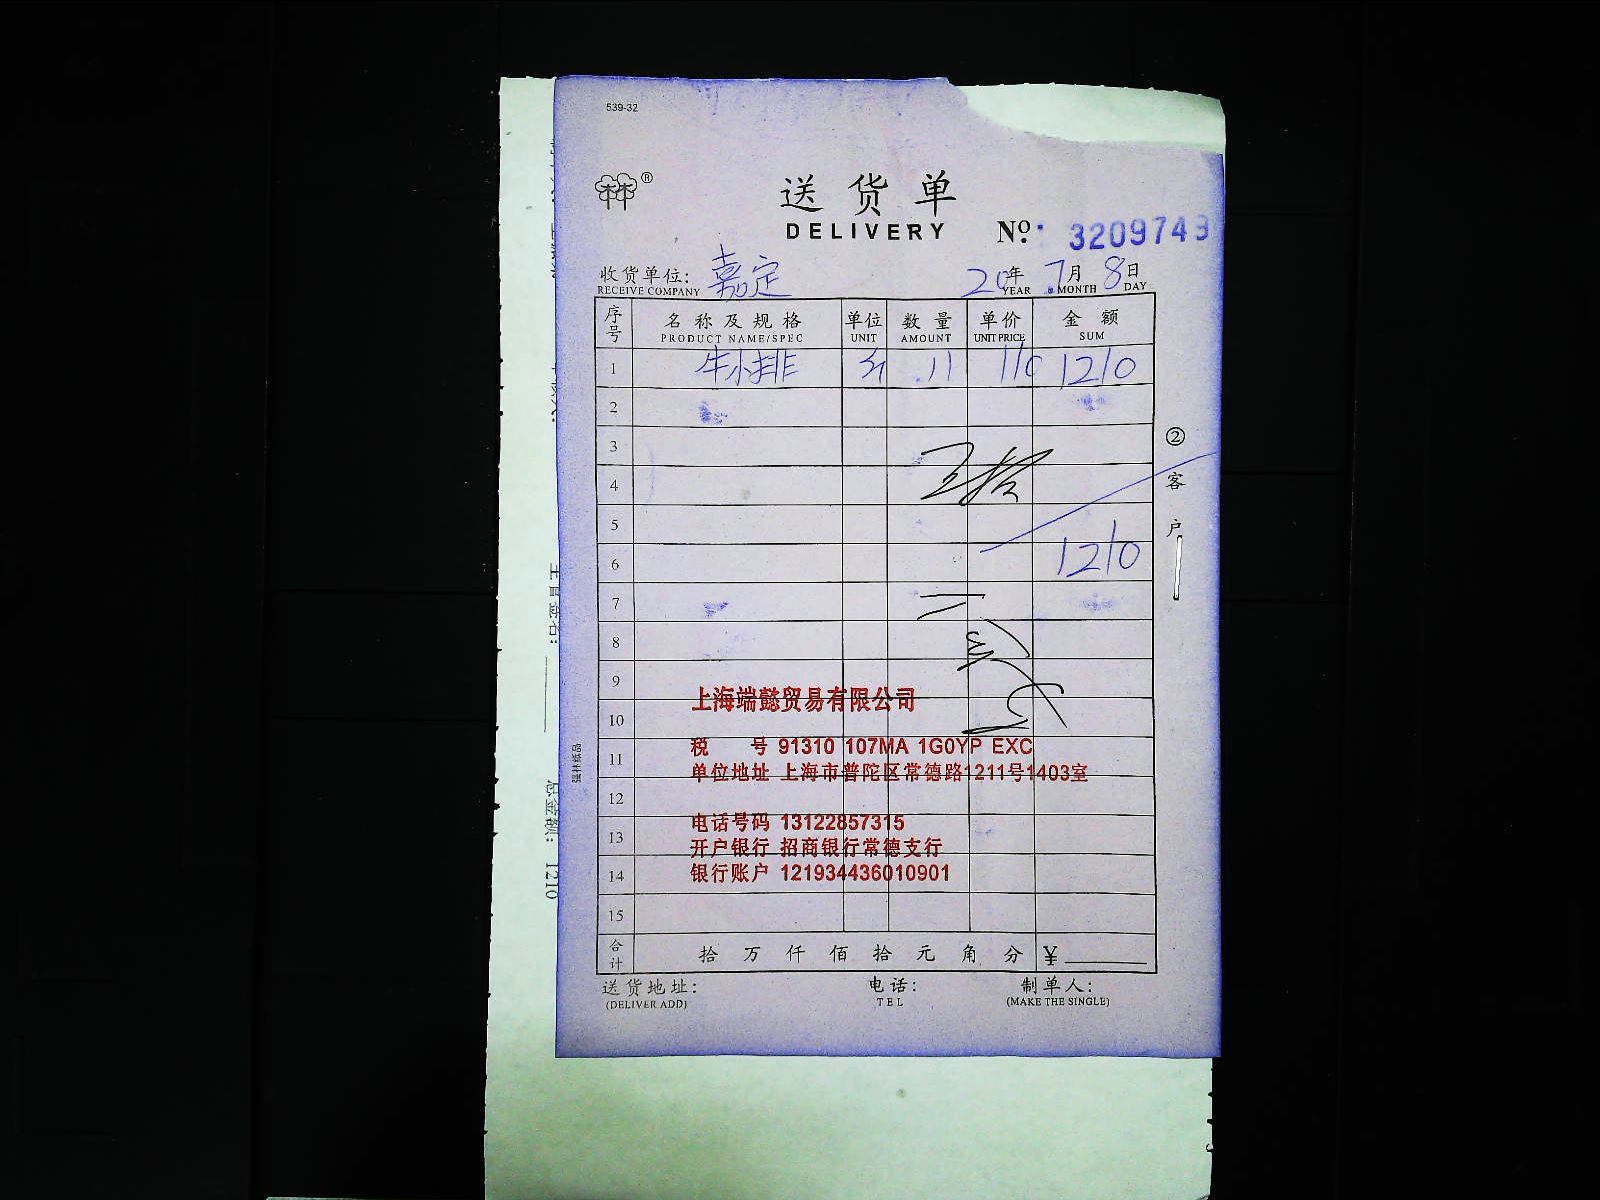 539-32
林林®
送货单
DELIVERY Nº: 3209743
收货单位: 嘉定 20年 7月 8日
RECEIVE COMPANY YEAR MONTH DAY
序号 名称及规格 单位 数量 单价 金额
PRODUCT NAME/SPEC UNIT AMOUNT UNIT PRICE SUM
1 牛小排 11 110 1210
2
3
4
5
6 1210
7
8
9
10
11
12
13
14
15
②客户
上海端懿贸易有限公司
税 号 91310 107MA 1G0YP EXC
单位地址 上海市普陀区常德路1211号1403室
电话号码 13122857315
开户银行 招商银行常德支行
银行账户 121934436010901
合计 拾 万 仟 佰 拾 元 角 分 ¥
送货地址: 电话: 制单人:
(DELIVER ADD) TEL (MAKE THE SINGLE)
强林纸品
总金额: 1210